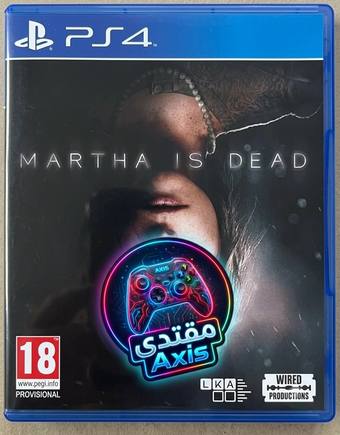 PS4
MARTHA IS DEAD
AXIS
مقتدى
Axis
18
www.pegi.info
PROVISIONAL
LKA
WIRED
PRODUCTIONS